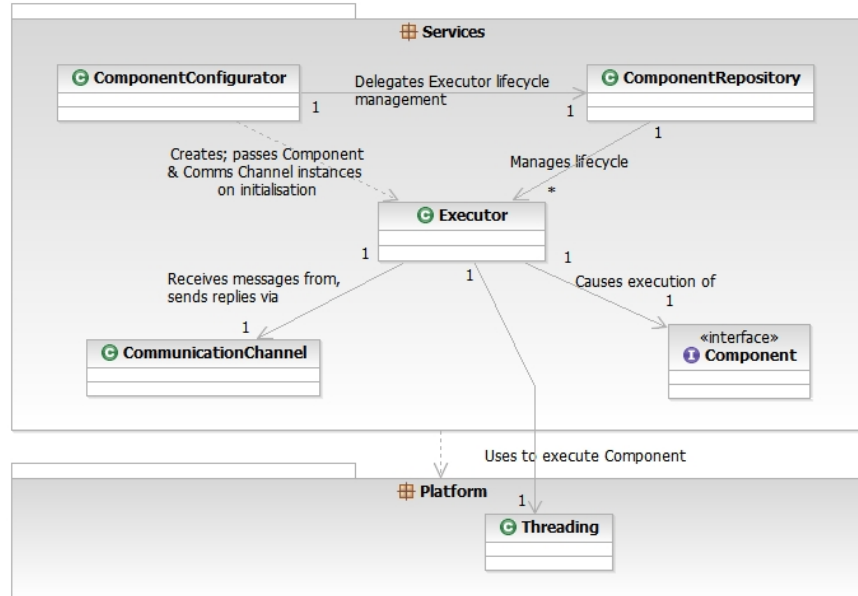 Services
ComponentConfigurator
Delegates Executor lifecycle
management
ComponentRepository
1
1
1
Creates; passes Component
& Comms Channel instances
on initialisation
Manages lifecycle
*
Executor
1
1
1
Receives messages from,
sends replies via
Causes execution of
1
1
CommunicationChannel
«interface»
Component
Uses to execute Component
Platform
1
Threading
C
C
C
C
I
C